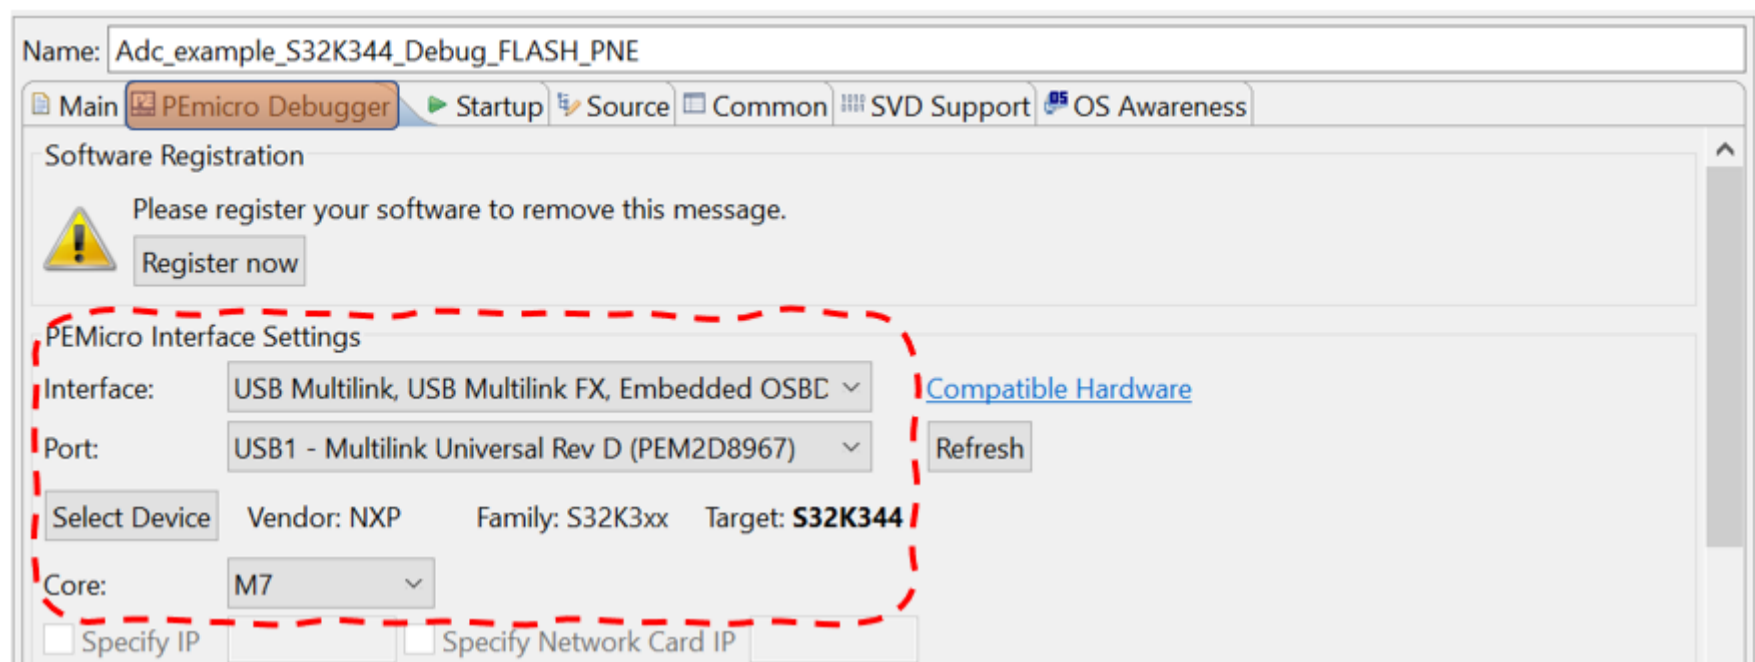 Name: Adc_example_S32K344_Debug_FLASH_PNE
Main PEmicro Debugger Startup Source Common SVD Support OS Awareness
Software Registration
Please register your software to remove this message.
Register now
PEMicro Interface Settings
Interface: USB Multilink, USB Multilink FX, Embedded OSBD Compatible Hardware
Port: USB1 - Multilink Universal Rev D (PEM2D8967) Refresh
Select Device Vendor: NXP Family: S32K3xx Target: S32K344
Core: M7
Specify IP Specify Network Card IP